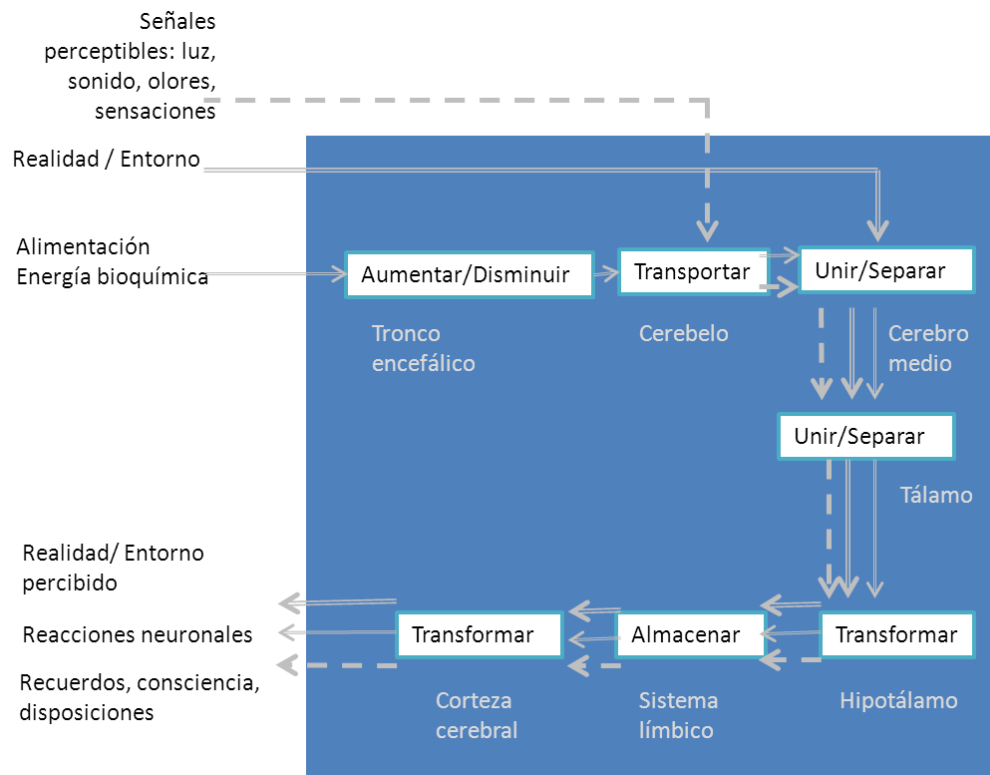 Señales
perceptibles: luz,
sonido, olores,
sensaciones
Realidad / Entorno
Alimentación
Energía bioquímica
Aumentar/Disminuir
Transportar
Unir/Separar
Tronco
encefálico
Cerebelo
Cerebro
medio
Unir/Separar
Tálamo
Realidad/ Entorno
percibido
Reacciones neuronales
Recuerdos, consciencia,
disposiciones
Transformar
Almacenar
Transformar
Corteza
cerebral
Sistema
límbico
Hipotálamo